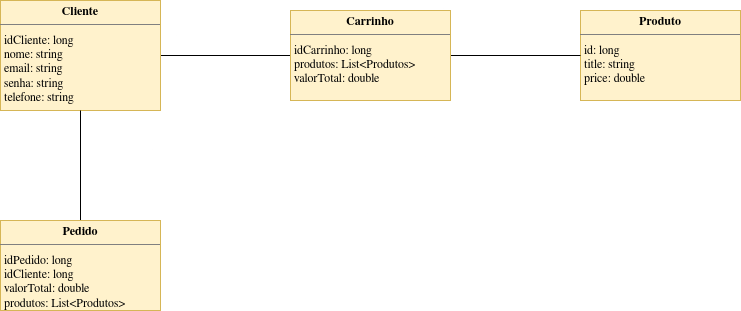 Cliente
idCliente: long
nome: string
email: string
senha: string
telefone: string
Carrinho
idCarrinho: long
produtos: List<Produtos>
valorTotal: double
Produto
id: long
title: string
price: double
Pedido
idPedido: long
idCliente: long
valorTotal: double
produtos: List<Produtos>